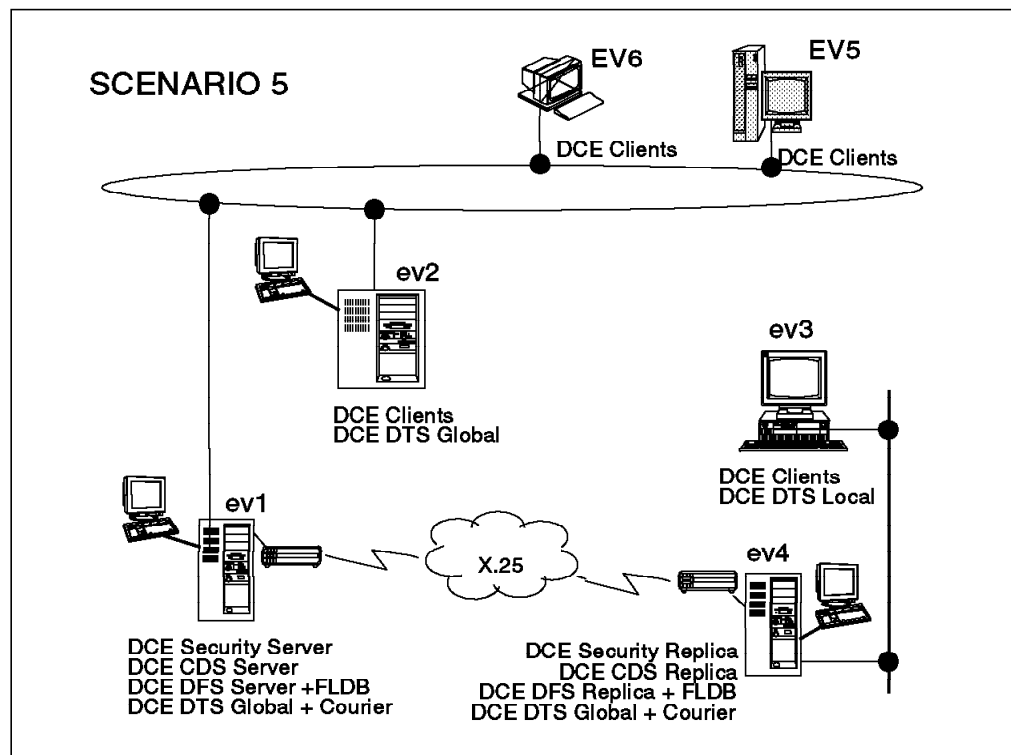 SCENARIO 5
EV6
EV5
DCE Clients
DCE Clients
ev2
DCE Clients
DCE DTS Global
ev3
DCE Clients
DCE DTS Local
ev1
X.25
ev4
DCE Security Server
DCE CDS Server
DCE DFS Server +FLDB
DCE DTS Global + Courier
DCE Security Replica
DCE CDS Replica
DCE DFS Replica + FLDB
DCE DTS Global + Courier